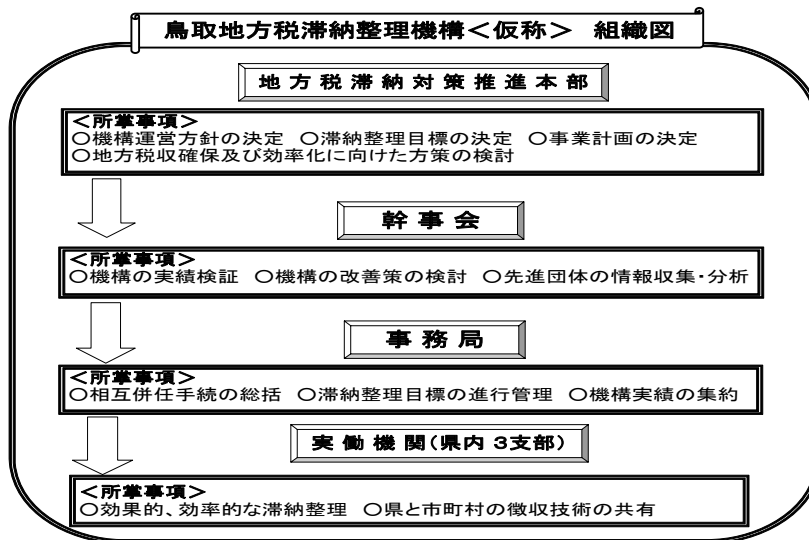 鳥取地方税滞納整理機構＜仮称＞ 組織図
地方税滞納対策推進本部
＜所掌事項＞
○機構運営方針の決定 ○滞納整理目標の決定 ○事業計画の決定
○地方税収確保及び効率化に向けた方策の検討
幹事会
＜所掌事項＞
○機構の実績検証 ○機構の改善策の検討 ○先進団体の情報収集・分析
事務局
＜所掌事項＞
○相互併任手続の総括 ○滞納整理目標の進行管理 ○機構実績の集約
実働機関(県内3支部)
＜所掌事項＞
○効果的、効率的な滞納整理 ○県と市町村の徴収技術の共有